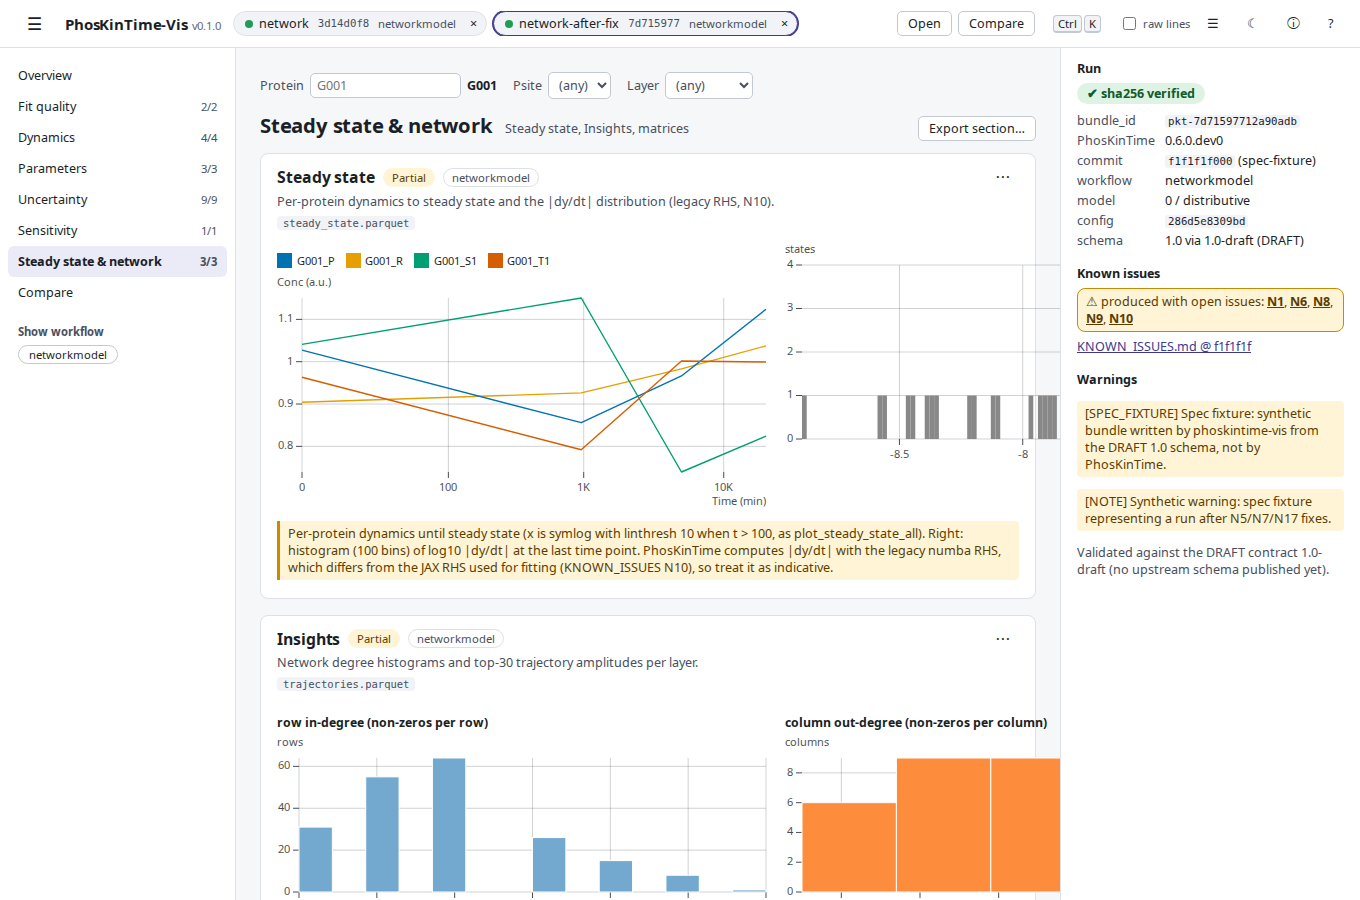 ☰ PhosKinTime-Vis v0.1.0 network 3d14d0f8 networkmodel × network-after-fix 7d715977 networkmodel × Open Compare Ctrl K raw lines ☰ ☾ ⓘ ?
Overview
Fit quality 2/2
Dynamics 4/4
Parameters 3/3
Uncertainty 9/9
Sensitivity 1/1
Steady state & network 3/3
Compare
Show workflow
networkmodel
Protein G001 G001 Psite (any) Layer (any)
Steady state & network Steady state, Insights, matrices Export section...
Steady state Partial networkmodel ...
Per-protein dynamics to steady state and the |dy/dt| distribution (legacy RHS, N10).
steady_state.parquet
G001_P G001_R G001_S1 G001_T1
Conc (a.u.)
1.1
1
0.9
0.8
0 100 1K 10K
Time (min)
states
4
3
2
1
0
-8.5 -8
Per-protein dynamics until steady state (x is symlog with linthresh 10 when t > 100, as plot_steady_state_all). Right:
histogram (100 bins) of log10 |dy/dt| at the last time point. PhosKinTime computes |dy/dt| with the legacy numba RHS,
which differs from the JAX RHS used for fitting (KNOWN_ISSUES N10), so treat it as indicative.
Insights Partial networkmodel ...
Network degree histograms and top-30 trajectory amplitudes per layer.
trajectories.parquet
row in-degree (non-zeros per row)
rows
60
40
20
0
column out-degree (non-zeros per column)
columns
8
6
4
2
0
Run
✔ sha256 verified
bundle_id pkt-7d71597712a90adb
PhosKinTime 0.6.0.dev0
commit f1f1f1f000 (spec-fixture)
workflow networkmodel
model 0 / distributive
config 286d5e8309bd
schema 1.0 via 1.0-draft (DRAFT)
Known issues
⚠ produced with open issues: N1, N6, N8,
N9, N10
KNOWN_ISSUES.md @ f1f1f1f
Warnings
[SPEC_FIXTURE] Spec fixture: synthetic
bundle written by phoskintime-vis from
the DRAFT 1.0 schema, not by
PhosKinTime.
[NOTE] Synthetic warning: spec fixture
representing a run after N5/N7/N17 fixes.
Validated against the DRAFT contract 1.0-
draft (no upstream schema published yet).